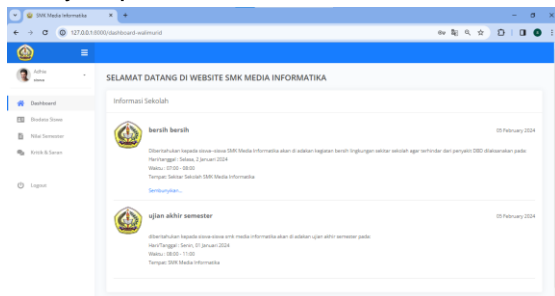 SMK Media Informatika
127.0.0.1:8000/dashboard-walimurid
Adhw
SELAMAT DATANG DI WEBSITE SMK MEDIA INFORMATIKA
Dashboard
Biodata Siswa
Nilai Semester
Kritik & Saran
Logout
Informasi Sekolah
bersih bersih
05 February, 2024
Diberitahukan kepada siswa-siswa SMK Media Informatika akan di adakan kegiatan bersih lingkungan sekitar sekolah agar terhindar dari penyakit DBD dilaksanakan pada:
Hari/tanggal : Selasa, 2 Januari 2024
Waktu : 07:00 - 08:00
Tempat: Sekitar Sekolah SMK Media Informatika
Sembunyikan...
ujian akhir semester
05 February, 2024
diberitahukan kepada siswa-siswa smk media informatika akan di adakan ujian akhir semester pada:
Hari/Tanggal : Senin, 01 Januari 2024
Waktu : 08:00 - 11:00
Tempat: SMK Media Informatika